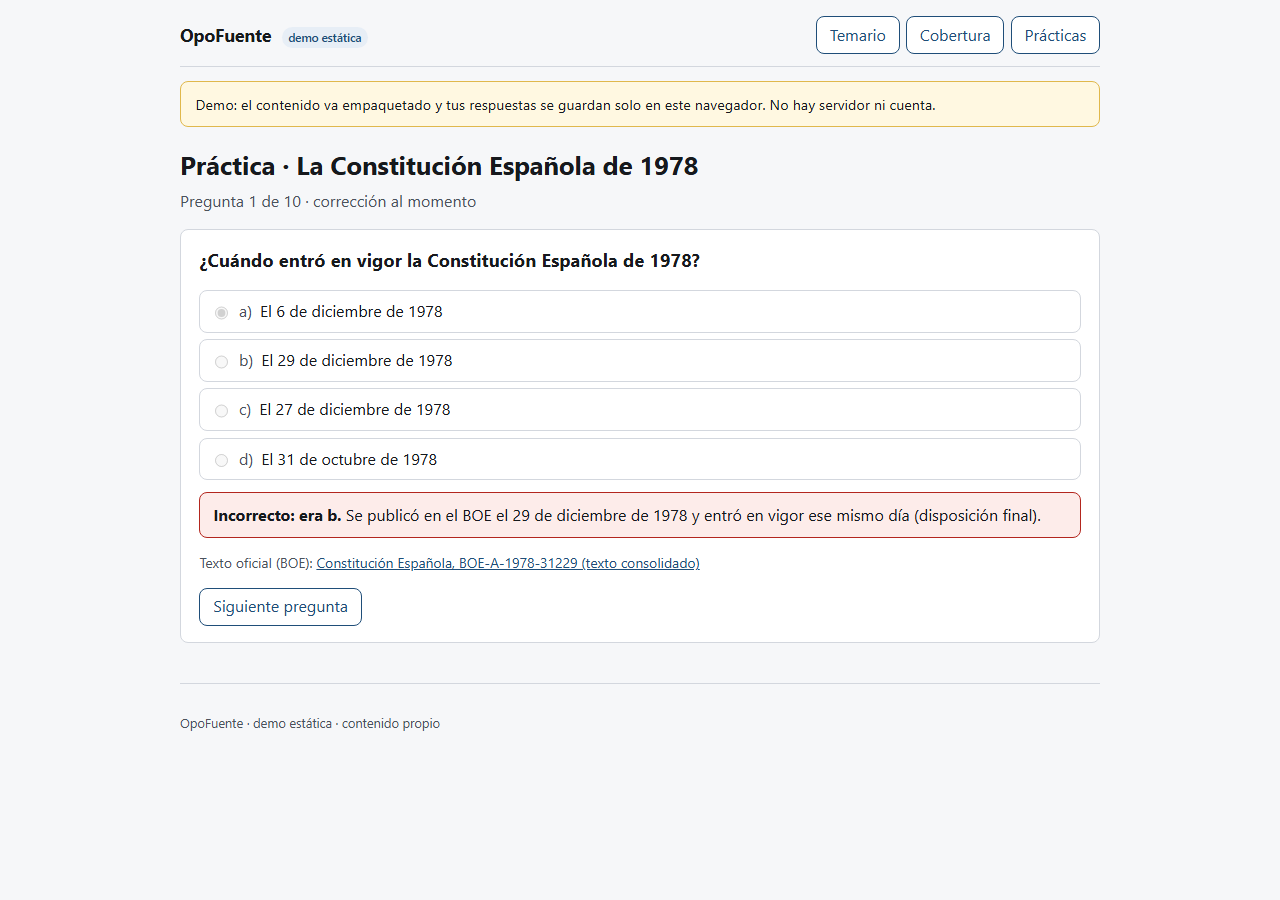 OpoFuente demo estática Temario Cobertura Prácticas
Demo: el contenido va empaquetado y tus respuestas se guardan solo en este navegador. No hay servidor ni cuenta.
Práctica · La Constitución Española de 1978
Pregunta 1 de 10 · corrección al momento
¿Cuándo entró en vigor la Constitución Española de 1978?
a) El 6 de diciembre de 1978
b) El 29 de diciembre de 1978
c) El 27 de diciembre de 1978
d) El 31 de octubre de 1978
Incorrecto: era b. Se publicó en el BOE el 29 de diciembre de 1978 y entró en vigor ese mismo día (disposición final).
Texto oficial (BOE): Constitución Española, BOE-A-1978-31229 (texto consolidado)
Siguiente pregunta
OpoFuente · demo estática · contenido propio